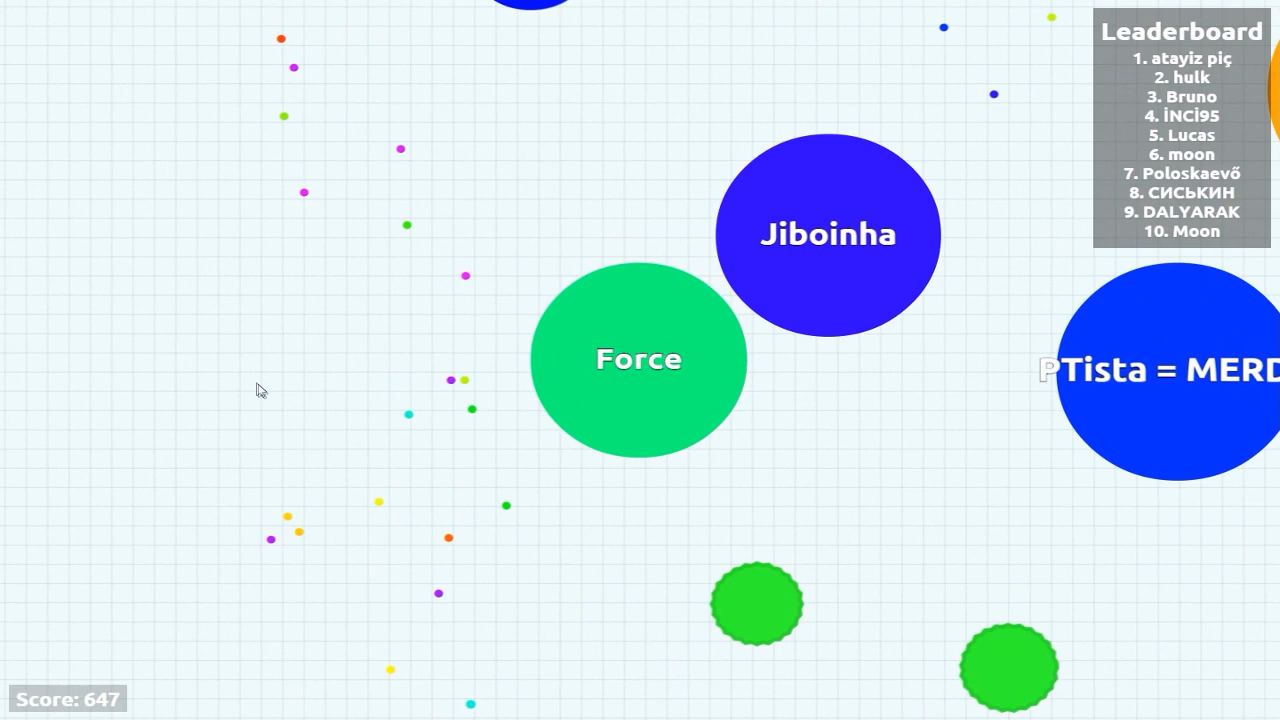 Leaderboard
1. atayiz piç
2. hulk
3. Bruno
4. İNCİ95
5. Lucas
6. moon
7. Poloskaevő
8. СИСЬКИН
9. DALYARAK
10. Moon
Jiboinha
Force
PTista = MERD
Score: 647